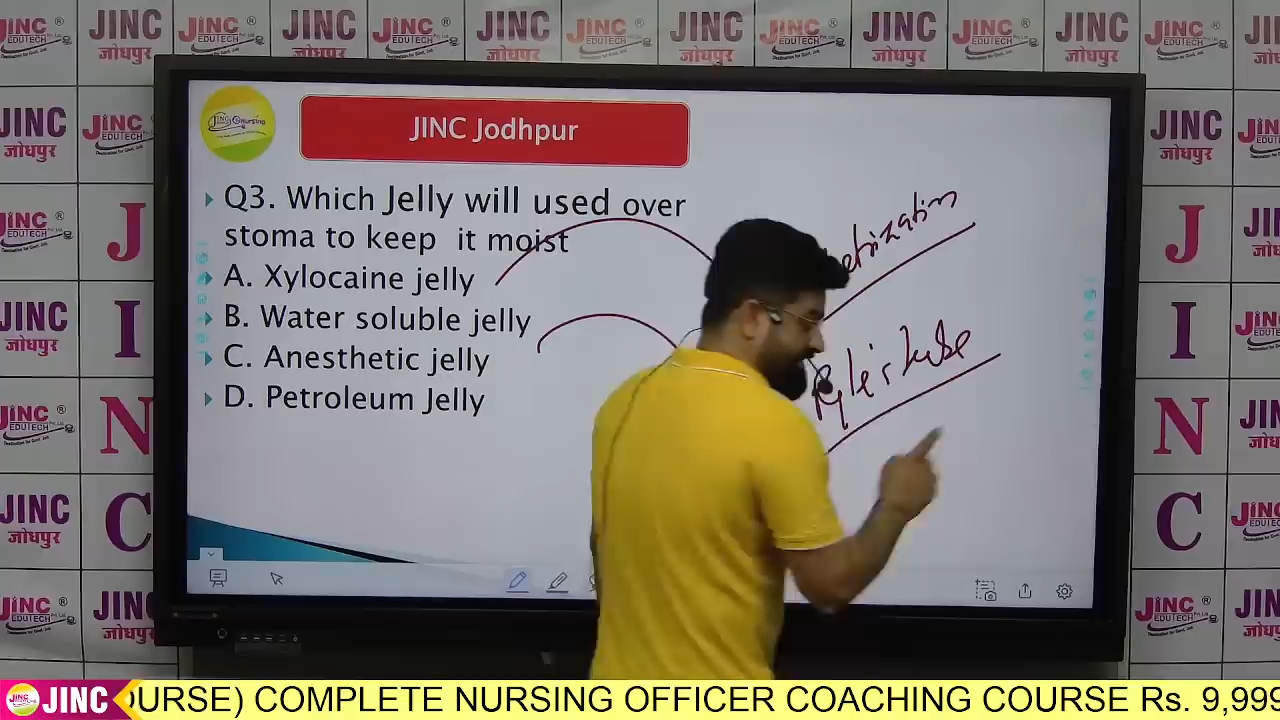 JINC Jodhpur
Q3. Which Jelly will used over
stoma to keep it moist
A. Xylocaine jelly
B. Water soluble jelly
C. Anesthetic jelly
D. Petroleum Jelly
JINC
EDUTECH
जोधपुर
J
I
N
C
J
I
N
C
JINC
OURSE) COMPLETE NURSING OFFICER COACHING COURSE Rs. 9,999